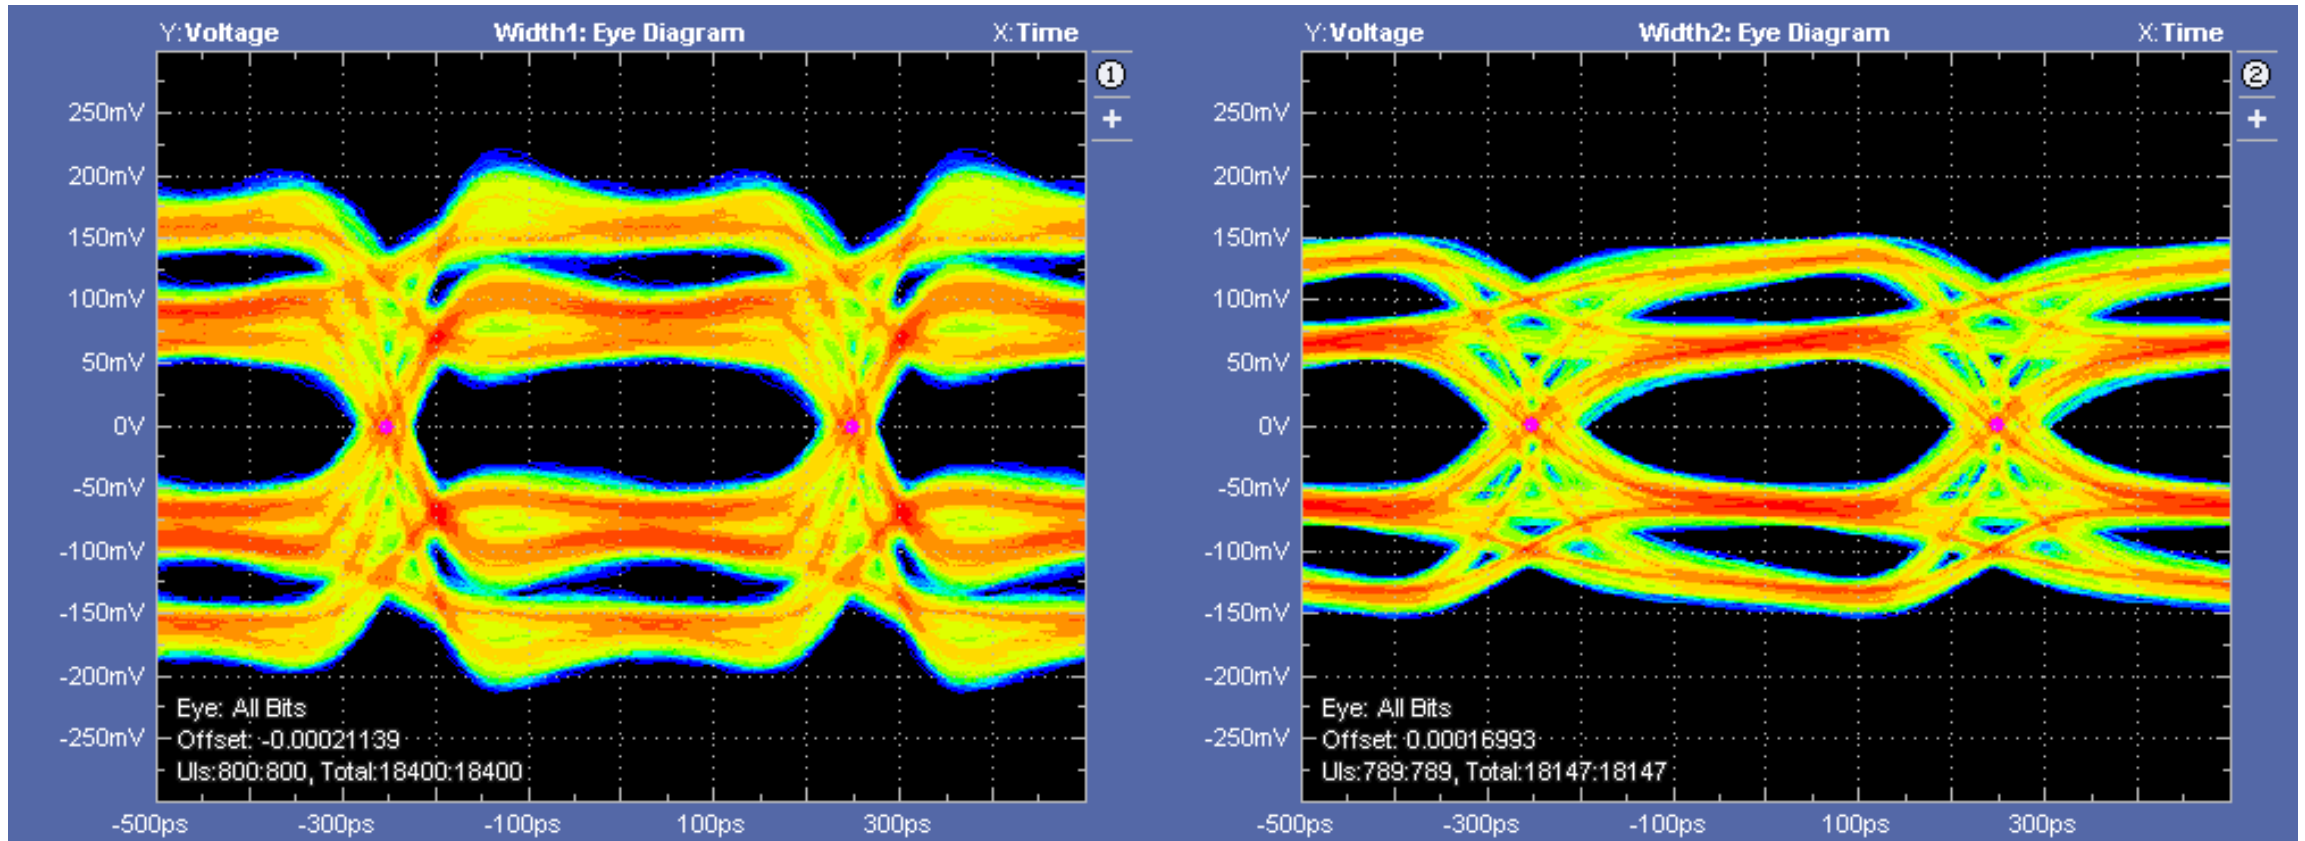 Y:Voltage Width1: Eye Diagram X:Time
1
+
250mV
200mV
150mV
100mV
50mV
0V
-50mV
-100mV
-150mV
-200mV
-250mV
Eye: All Bits
Offset: -0.00021139
UIs:800:800, Total:18400:18400
-500ps -300ps -100ps 100ps 300ps
Y:Voltage Width2: Eye Diagram X:Time
2
+
250mV
200mV
150mV
100mV
50mV
0V
-50mV
-100mV
-150mV
-200mV
-250mV
Eye: All Bits
Offset: 0.00016993
UIs:789:789, Total:18147:18147
-500ps -300ps -100ps 100ps 300ps